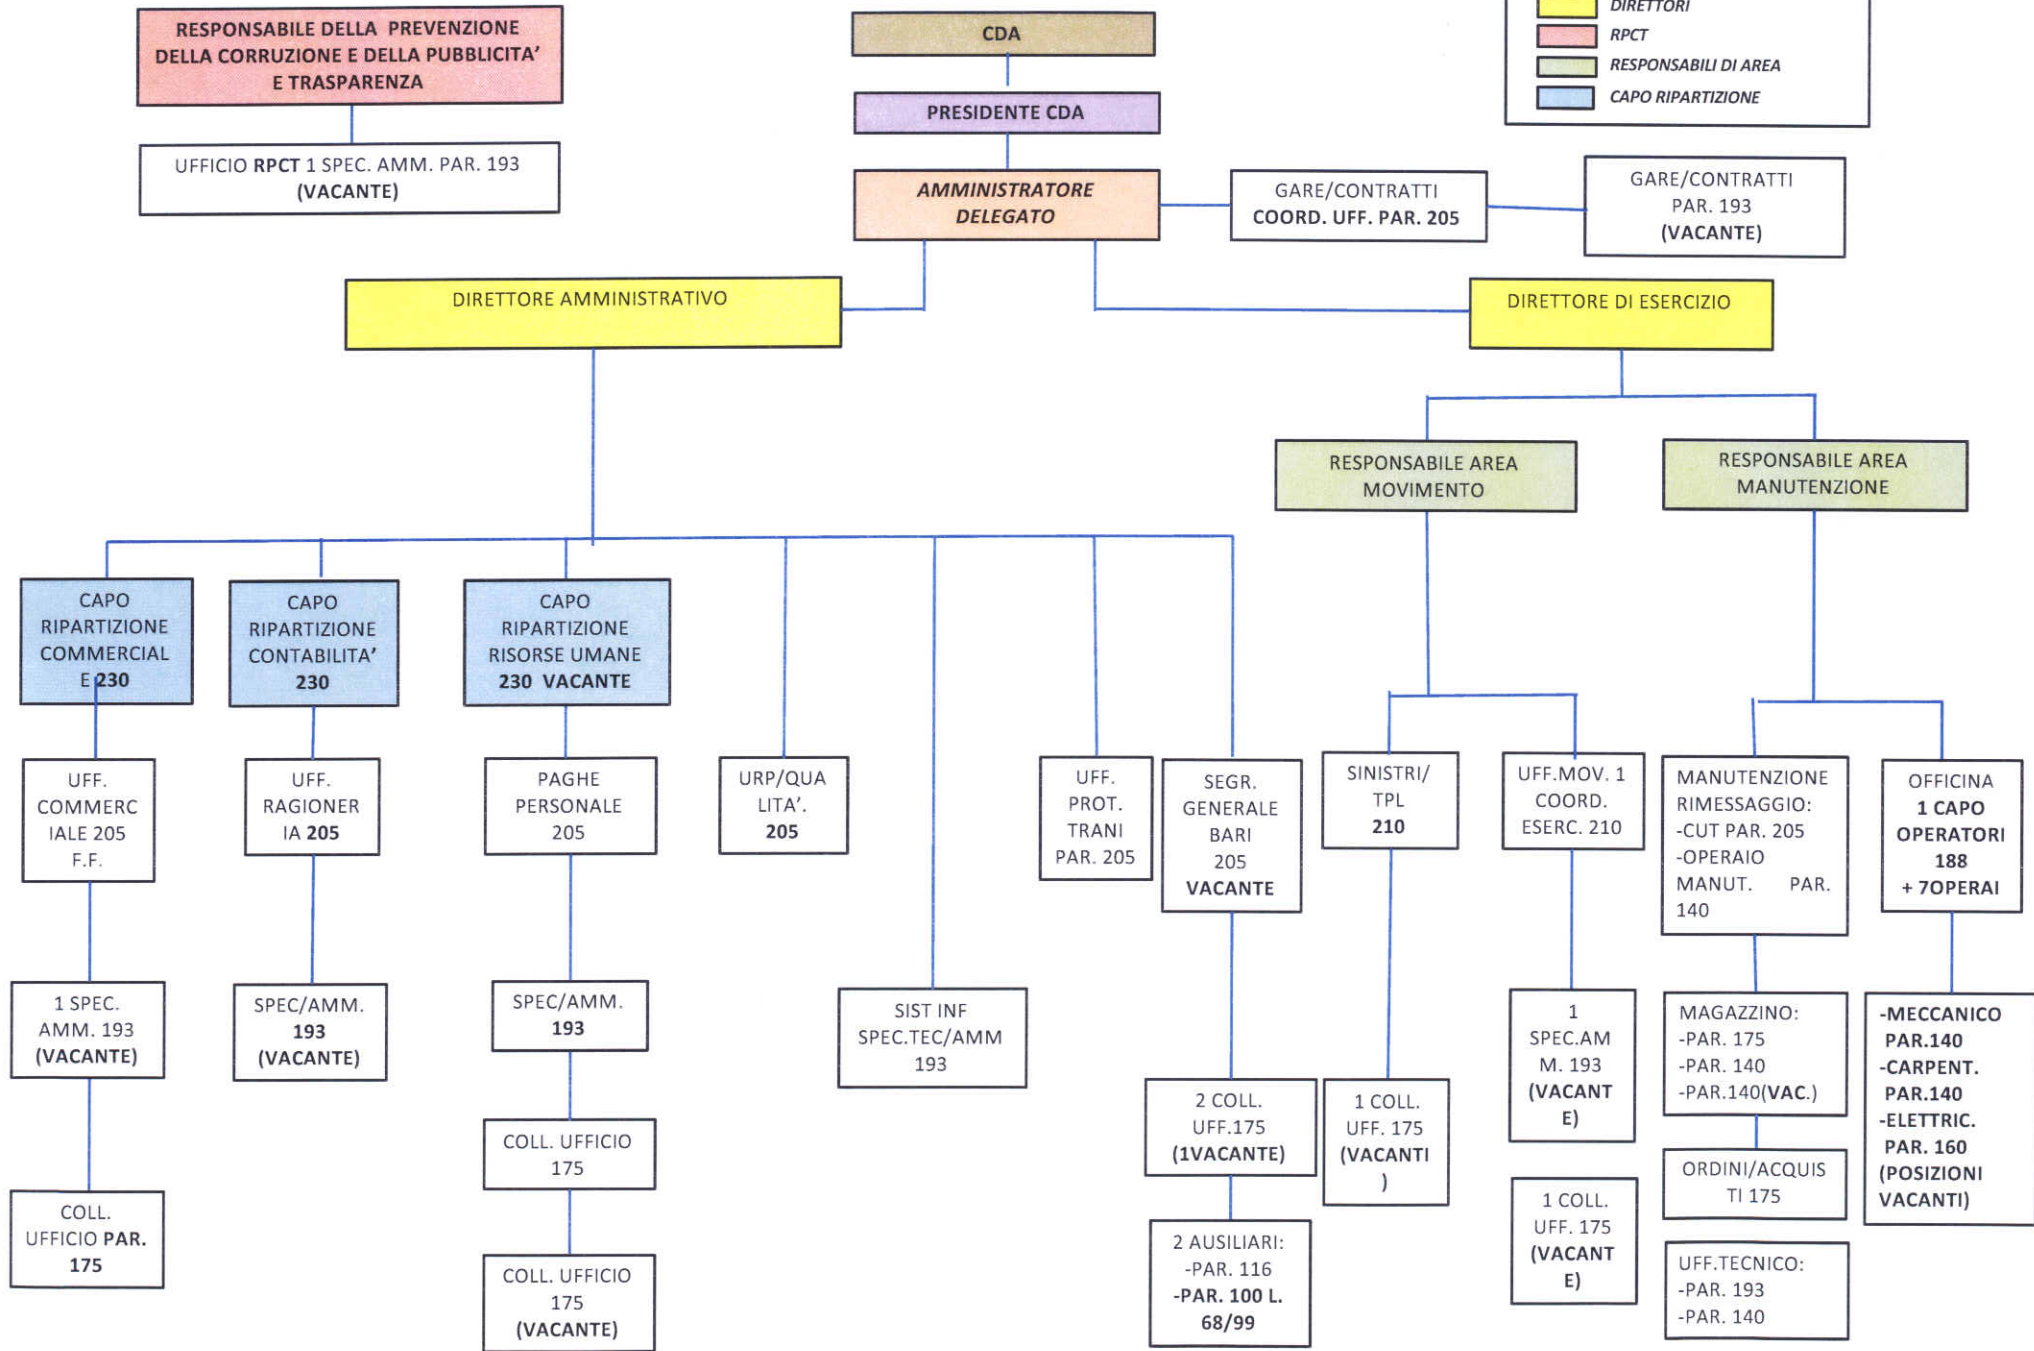 DIRETTORI
RPCT
RESPONSABILI DI AREA
CAPO RIPARTIZIONE
RESPONSABILE DELLA PREVENZIONE
DELLA CORRUZIONE E DELLA PUBBLICITA'
E TRASPARENZA
CDA
PRESIDENTE CDA
UFFICIO RPCT 1 SPEC. AMM. PAR. 193
(VACANTE)
AMMINISTRATORE
DELEGATO
GARE/CONTRATTI
COORD. UFF. PAR. 205
GARE/CONTRATTI
PAR. 193
(VACANTE)
DIRETTORE AMMINISTRATIVO
DIRETTORE DI ESERCIZIO
RESPONSABILE AREA
MOVIMENTO
RESPONSABILE AREA
MANUTENZIONE
CAPO
RIPARTIZIONE
COMMERCIAL
E 230
CAPO
RIPARTIZIONE
CONTABILITA'
230
CAPO
RIPARTIZIONE
RISORSE UMANE
230 VACANTE
UFF.
COMMERC
IALE 205
F.F.
UFF.
RAGIONER
IA 205
PAGHE
PERSONALE
205
URP/QUA
LITA'.
205
UFF.
PROT.
TRANI
PAR. 205
SEGR.
GENERALE
BARI
205
VACANTE
SINISTRI/
TPL
210
UFF.MOV. 1
COORD.
ESERC. 210
MANUTENZIONE
RIMESSAGGIO:
-CUT PAR. 205
-OPERAIO
MANUT. PAR.
140
OFFICINA
1 CAPO
OPERATORI
188
+ 7OPERAI
1 SPEC.
AMM. 193
(VACANTE)
SPEC/AMM.
193
(VACANTE)
SPEC/AMM.
193
SIST INF
SPEC.TEC/AMM
193
1
SPEC.AM
M. 193
(VACANT
E)
MAGAZZINO:
-PAR. 175
-PAR. 140
-PAR.140(VAC.)
-MECCANICO
PAR.140
-CARPENT.
PAR.140
-ELETTRIC.
PAR. 160
(POSIZIONI
VACANTI)
COLL. UFFICIO
175
2 COLL.
UFF.175
(1VACANTE)
1 COLL.
UFF. 175
(VACANTI
)
ORDINI/ACQUIS
TI 175
COLL.
UFFICIO PAR.
175
COLL. UFFICIO
175
(VACANTE)
2 AUSILIARI:
-PAR. 116
-PAR. 100 L.
68/99
1 COLL.
UFF. 175
(VACANT
E)
UFF.TECNICO:
-PAR. 193
-PAR. 140